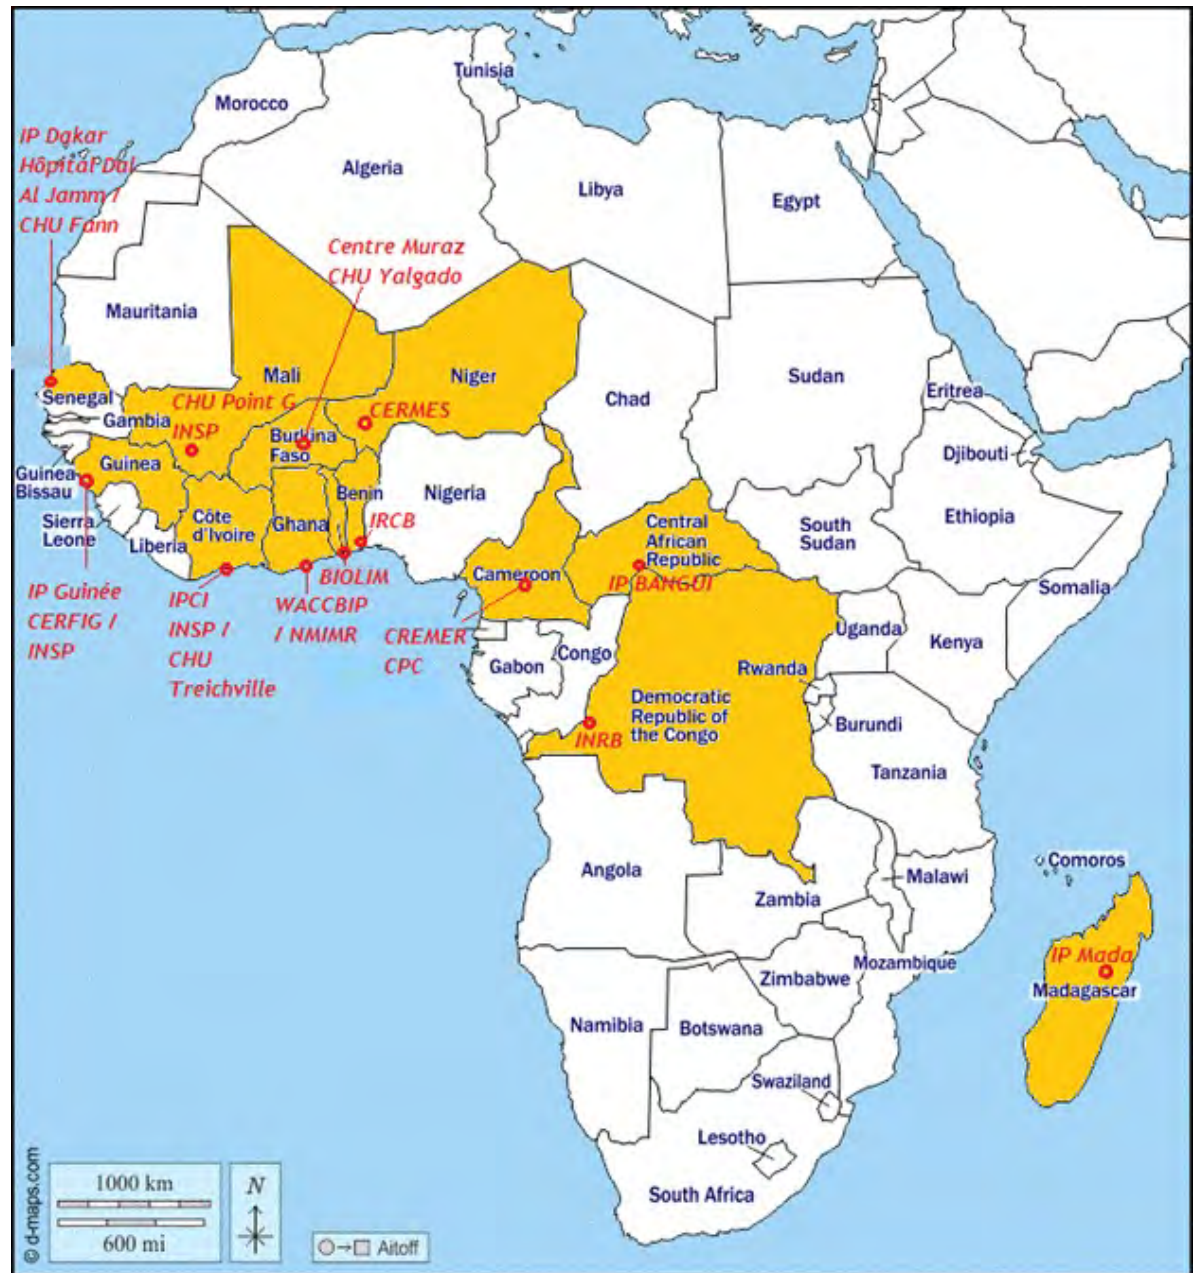 Tunisia
Morocco
IP Dakar
Hôpital Dal
Al Jamm /
CHU Fann
Algeria
Libya
Egypt
Centre Muraz
CHU Yalgado
Mauritania
Mali
Niger
Chad
Sudan
Eritrea
Senegal
Gambia
CHU Point G
INSP
CERMES
Burkina
Faso
Djibouti
Guinea
Guinea
Bissau
Benin
Nigeria
Sierra
Leone
Liberia
Côte
d'Ivoire
Ghana
IRCB
Central
African
Republic
South
Sudan
Ethiopia
BIOLIM
Cameroon
IP BANGUI
Somalia
IP Guinée
CERFIG /
INSP
IPCI
INSP /
CHU
Treichville
WACCBIP
/ NMIMR
CREMER
CPC
Gabon
Congo
Uganda
Kenya
Rwanda
Burundi
Democratic
Republic of
the Congo
INRB
Tanzania
Comoros
Angola
Malawi
Zambia
IP Mada
Madagascar
Mozambique
Zimbabwe
Namibia
Botswana
Swaziland
Lesotho
South Africa
© d-maps.com
1000 km
600 mi
N
Aitoff